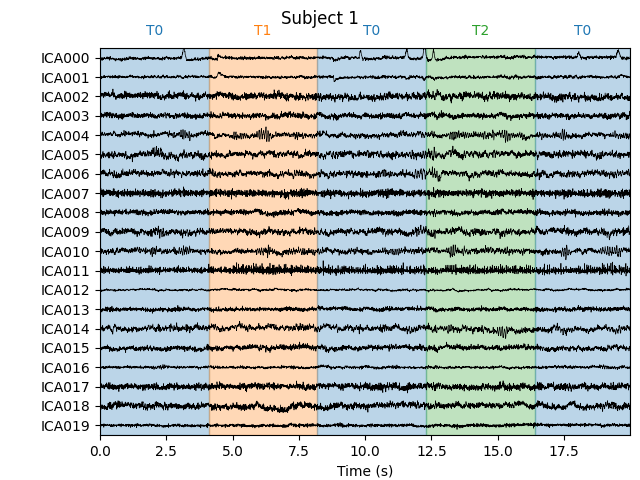 Subject 1
T0 T1 T0 T2 T0
ICA000
ICA001
ICA002
ICA003
ICA004
ICA005
ICA006
ICA007
ICA008
ICA009
ICA010
ICA011
ICA012
ICA013
ICA014
ICA015
ICA016
ICA017
ICA018
ICA019
0.0 2.5 5.0 7.5 10.0 12.5 15.0 17.5
Time (s)